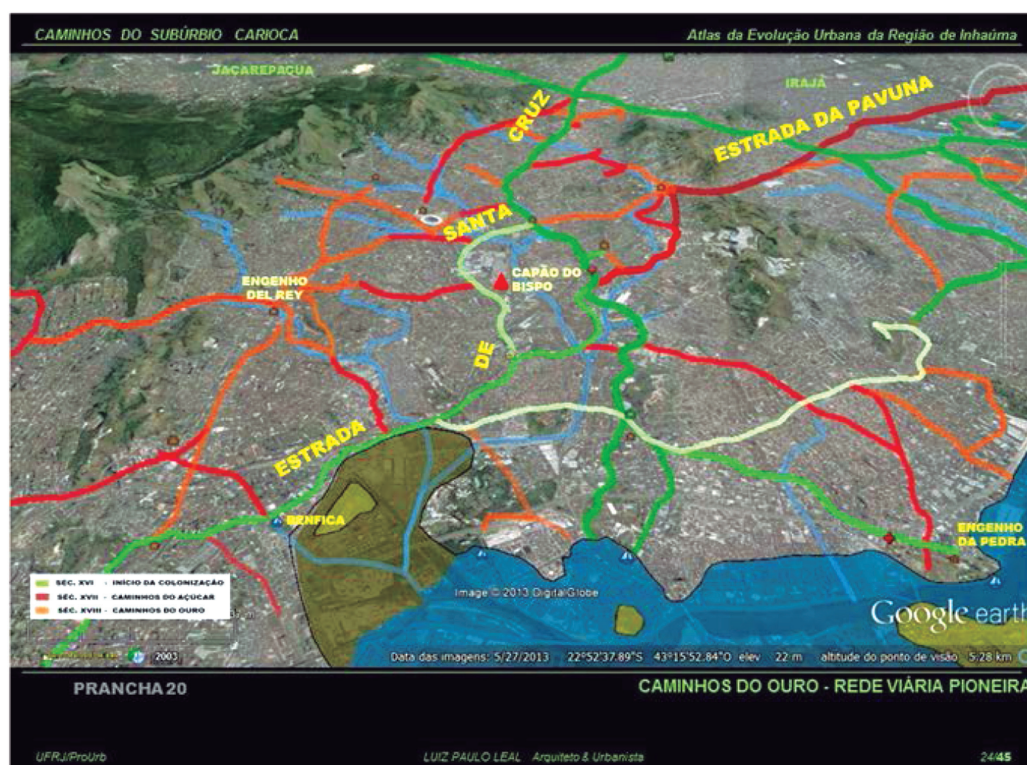 CAMINHOS DO SUBÚRBIO CARIOCA
Atlas da Evolução Urbana da Região de Inhaúma
JACAREPAGUA
IRAJÁ
CRUZ
ESTRADA DA PAVUNA
SANTA
CAPÃO DO
BISPO
ENGENHO
DEL REY
DE
ESTRADA
BENFICA
ENGENHO
DA PEDRA
SÉC. XVI - INÍCIO DA COLONIZAÇÃO
SÉC. XVII - CAMINHOS DO AÇÚCAR
SÉC. XVIII - CAMINHOS DO OURO
Image © 2013 DigitalGlobe
Google earth
2003
Data das imagens: 5/27/2013 22°52'37.89"S 43°15'52.84"O elev 22 m altitude do ponto de visão 5.28 km
PRANCHA 20
CAMINHOS DO OURO - REDE VIÁRIA PIONEIRA
UFRJ/ProUrb
LUIZ PAULO LEAL Arquiteto & Urbanista
24/45